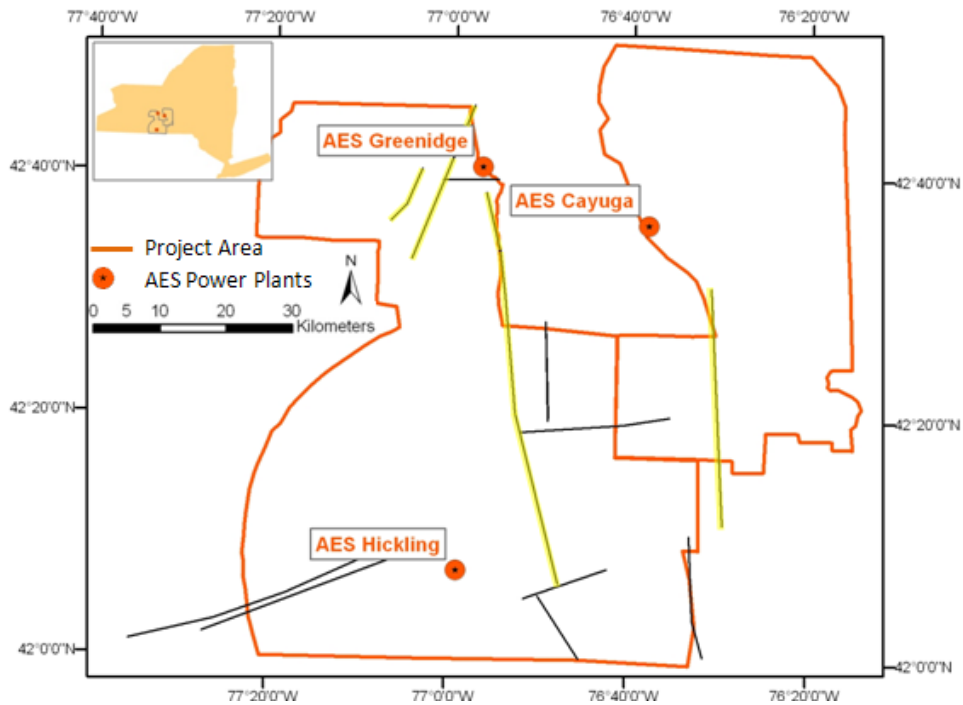 77°40'0"W 77°20'0"W 77°0'0"W 76°40'0"W 76°20'0"W
AES Greenidge
42°40'0"N
42°40'0"N
AES Cayuga
Project Area
N
AES Power Plants
0 5 10 20 30
Kilometers
42°20'0"N
42°20'0"N
AES Hickling
42°0'0"N
42°0'0"N
77°20'0"W 77°0'0"W 76°40'0"W 76°20'0"W